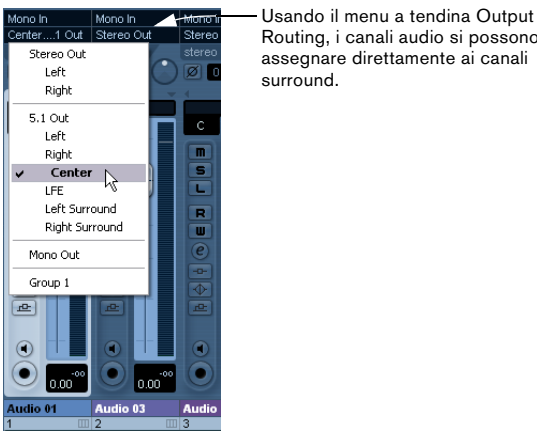 Mono In Mono In Mono In
Center....1 Out Stereo Out Stereo
stereo
Usando il menu a tendina Output
Routing, i canali audio si possono
assegnare direttamente ai canali
surround.
Stereo Out
Left
Right
5.1 Out
Left
Right
✔ Center
LFE
Left Surround
Right Surround
Mono Out
Group 1
0
C
m
S
L
R
W
e
-oo -oo
0.00 0.00
Audio 01 Audio 03 Audio
1 2 3